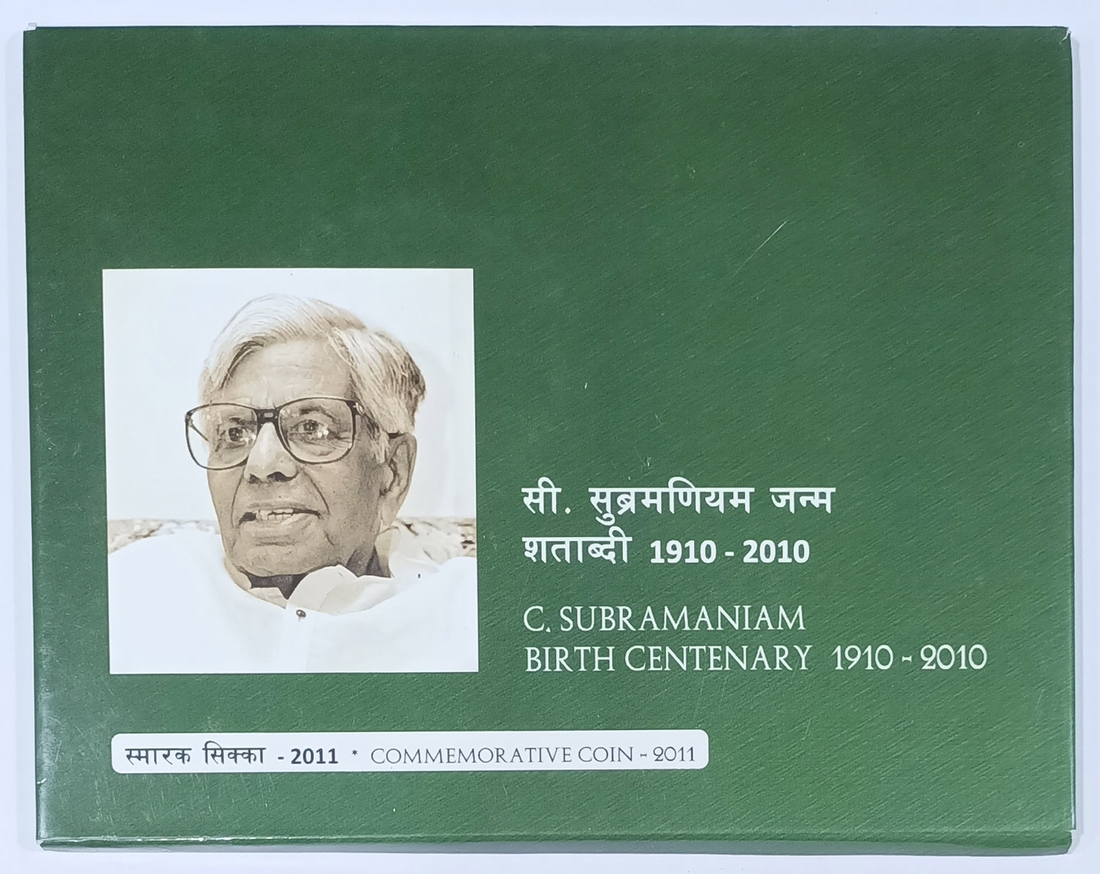 सी. सुब्रमणियम जन्म
शताब्दी 1910 - 2010
C. SUBRAMANIAM
BIRTH CENTENARY 1910 - 2010
स्मारक सिक्का - 2011 * COMMEMORATIVE COIN - 2011